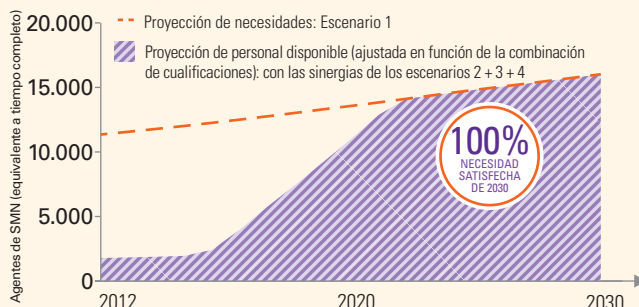 Agentes de SMN (equivalente a tiempo completo)
20.000
15.000
10.000
5.000
0
Proyección de necesidades: Escenario 1
Proyección de personal disponible (ajustada en función de la combinación
de cualificaciones): con las sinergias de los escenarios 2 + 3 + 4
100%
NECESIDAD
SATISFECHA
DE 2030
2012
2020
2030